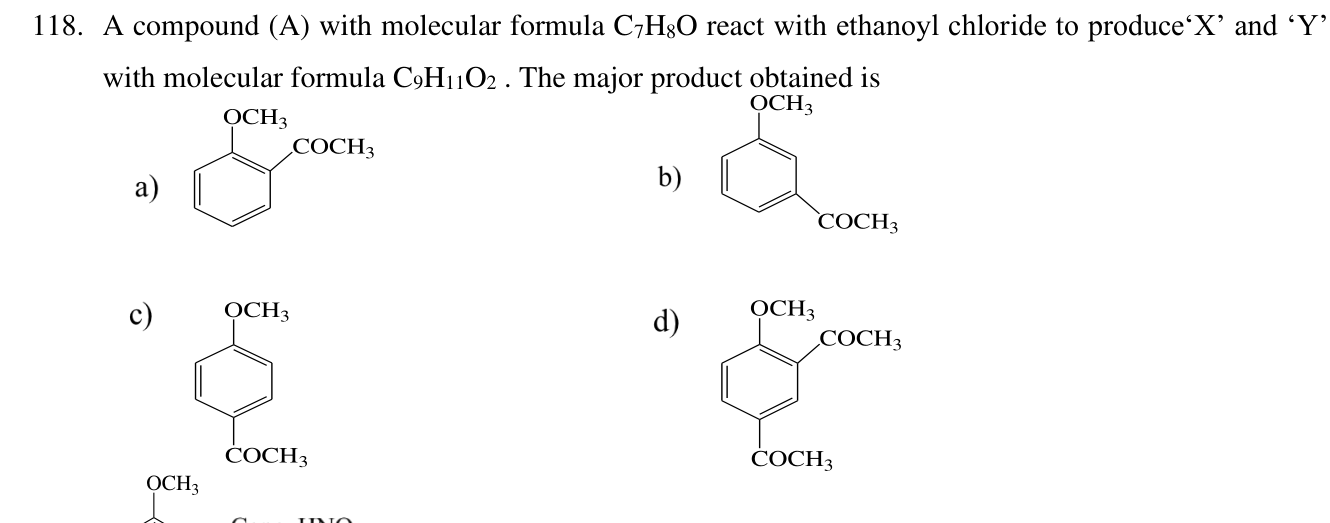 118. A compound (A) with molecular formula C₇H₈O react with ethanoyl chloride to produce‘X’ and ‘Y’
with molecular formula C₉H₁₁O₂ . The major product obtained is
a) OCH₃ COCH₃
b) OCH₃ COCH₃
c) OCH₃ COCH₃
d) OCH₃ COCH₃ COCH₃
OCH₃